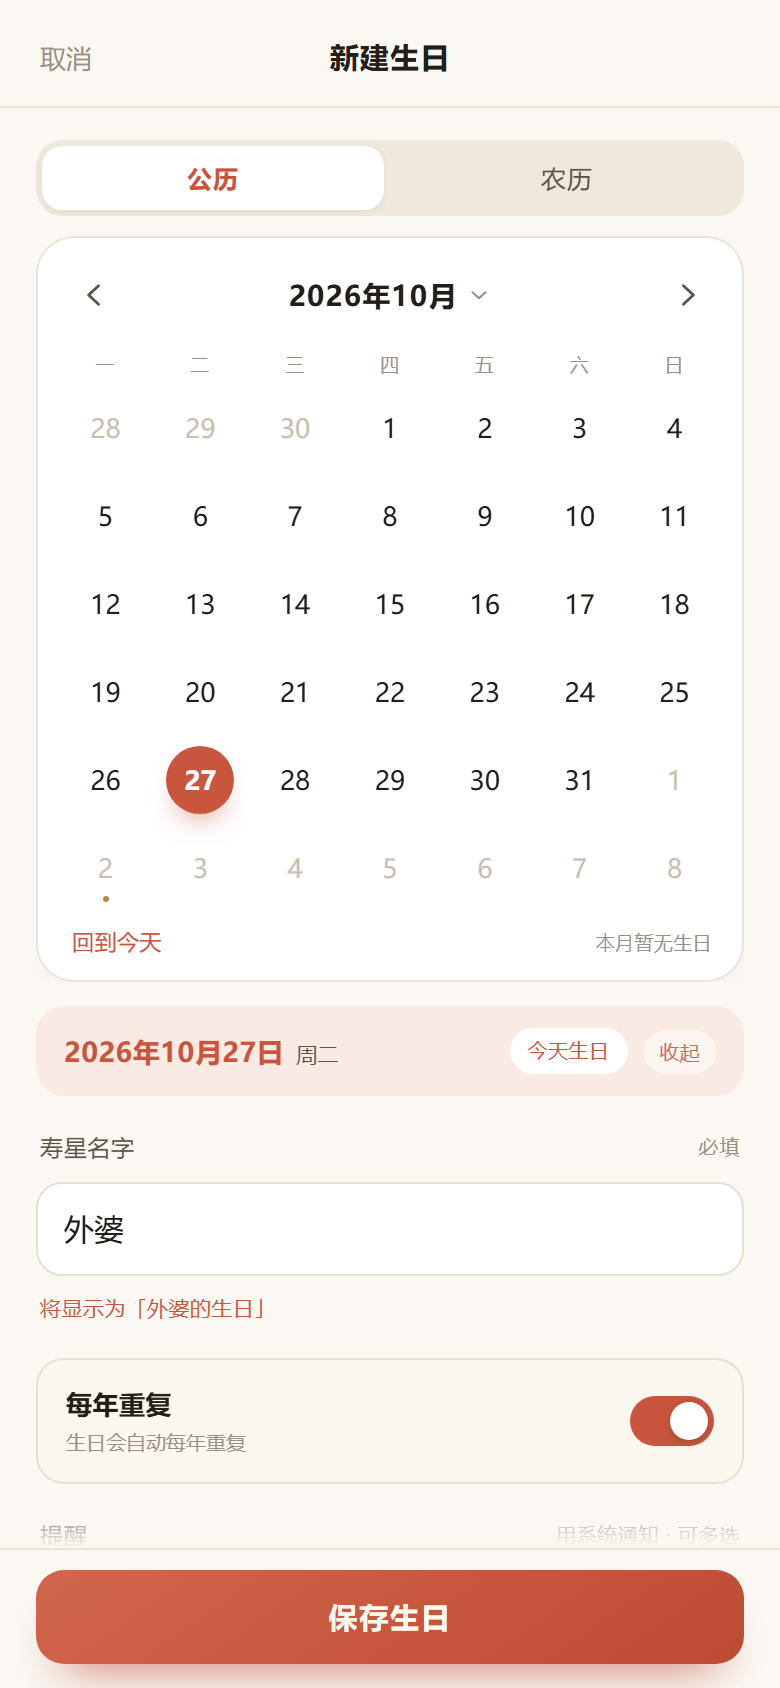 取消 新建生日
公历 农历
2026年10月
一 二 三 四 五 六 日
28 29 30 1 2 3 4
5 6 7 8 9 10 11
12 13 14 15 16 17 18
19 20 21 22 23 24 25
26 27 28 29 30 31 1
2 3 4 5 6 7 8
回到今天 本月暂无生日
2026年10月27日 周二 今天生日 收起
寿星名字 必填
外婆
将显示为「外婆的生日」
每年重复
生日会自动每年重复
提醒 用系统通知 · 可多选
保存生日